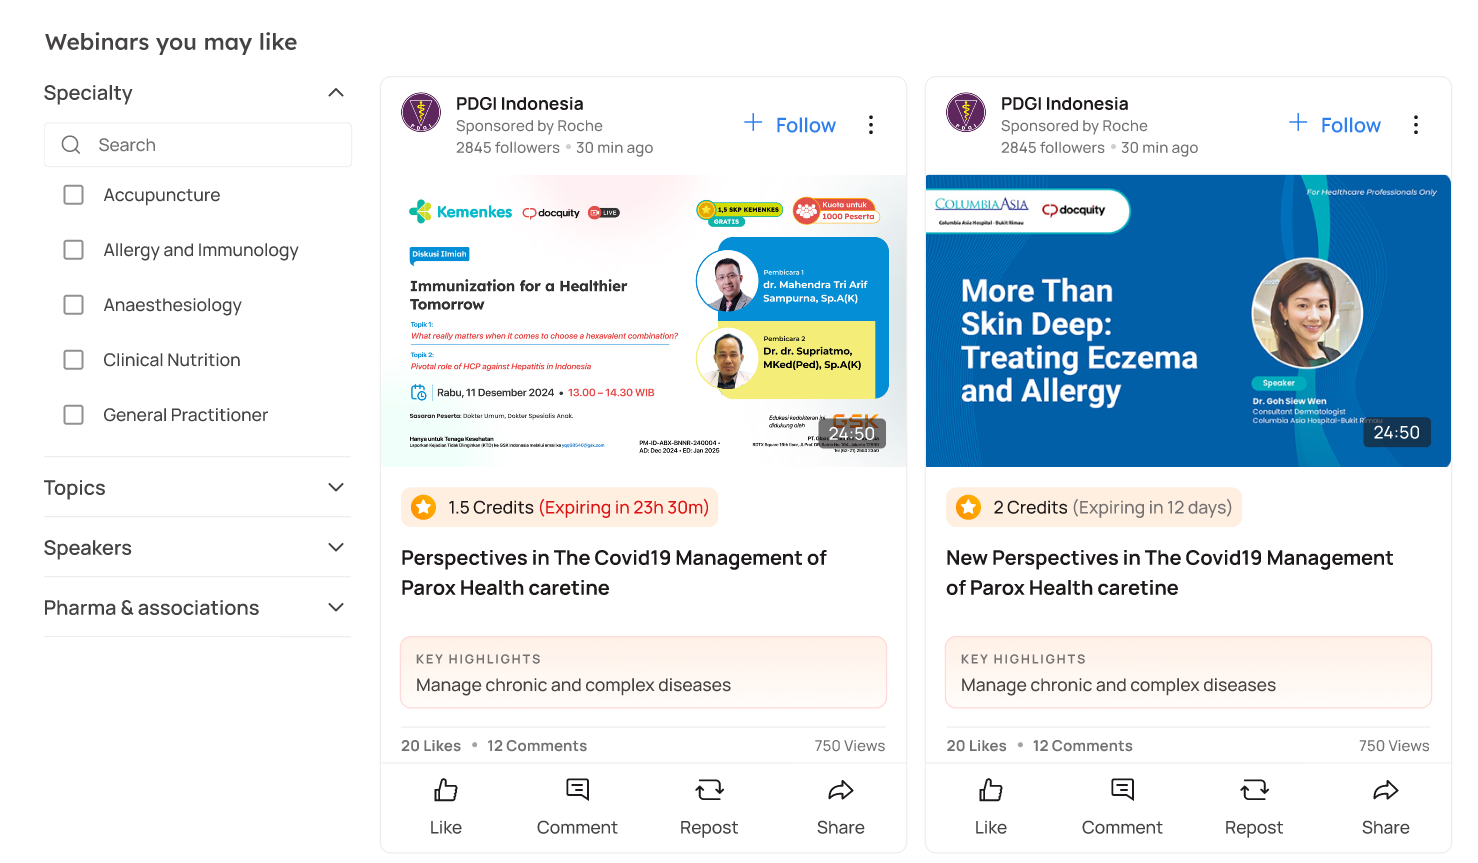 Webinars you may like
Specialty
Search
Accupuncture
Allergy and Immunology
Anaesthesiology
Clinical Nutrition
General Practitioner
Topics
Speakers
Pharma & associations
PDGI Indonesia
Sponsored by Roche
2845 followers • 30 min ago
+ Follow
PDGI
Kemenkes docquity LIVE
1,5 SKP KEMENKES
GRATIS
Kuota untuk
1000 Peserta
Diskusi Ilmiah
Immunization for a Healthier
Tomorrow
Topik 1:
What really matters when it comes to choose a hexavalent combination?
Topik 2:
Pivotal role of HCP against Hepatitis in Indonesia
Rabu, 11 Desember 2024 • 13.00 – 14.30 WIB
Sasaran Peserta: Dokter Umum, Dokter Spesialis Anak.
Hanya untuk Tenaga Kesehatan
PM-ID-ABX-BNNR-240004 •
AD: Dec 2024 • ED: Jan 2025
Pembicara 1
dr. Mahendra Tri Arif
Sampurna, Sp.A(K)
Pembicara 2
Dr. dr. Supriatmo,
MKed(Ped), Sp.A(K)
Edukasi kedokteran ini
didukung oleh
GSK
24:50
1.5 Credits (Expiring in 23h 30m)
Perspectives in The Covid19 Management of
Parox Health caretine
KEY HIGHLIGHTS
Manage chronic and complex diseases
20 Likes • 12 Comments 750 Views
Like Comment Repost Share
PDGI Indonesia
Sponsored by Roche
2845 followers • 30 min ago
+ Follow
PDGI
For Healthcare Professionals Only
COLUMBIA ASIA docquity
Columbia Asia Hospital - Bukit Rimau
More Than
Skin Deep:
Treating Eczema
and Allergy
Speaker
Dr. Goh Siew Wen
Consultant Dermatologist
Columbia Asia Hospital-Bukit Rimau
24:50
2 Credits (Expiring in 12 days)
New Perspectives in The Covid19 Management
of Parox Health caretine
KEY HIGHLIGHTS
Manage chronic and complex diseases
20 Likes • 12 Comments 750 Views
Like Comment Repost Share